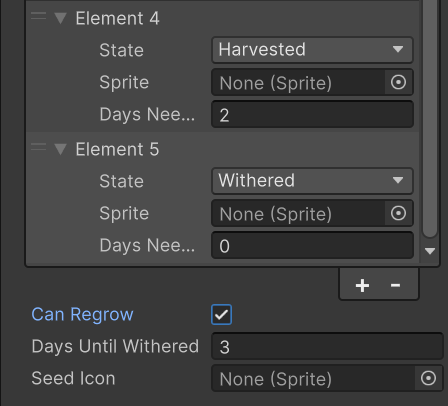 Element 4
State Harvested
Sprite None (Sprite)
Days Nee... 2
Element 5
State Withered
Sprite None (Sprite)
Days Nee... 0
+ -
Can Regrow
Days Until Withered 3
Seed Icon None (Sprite)